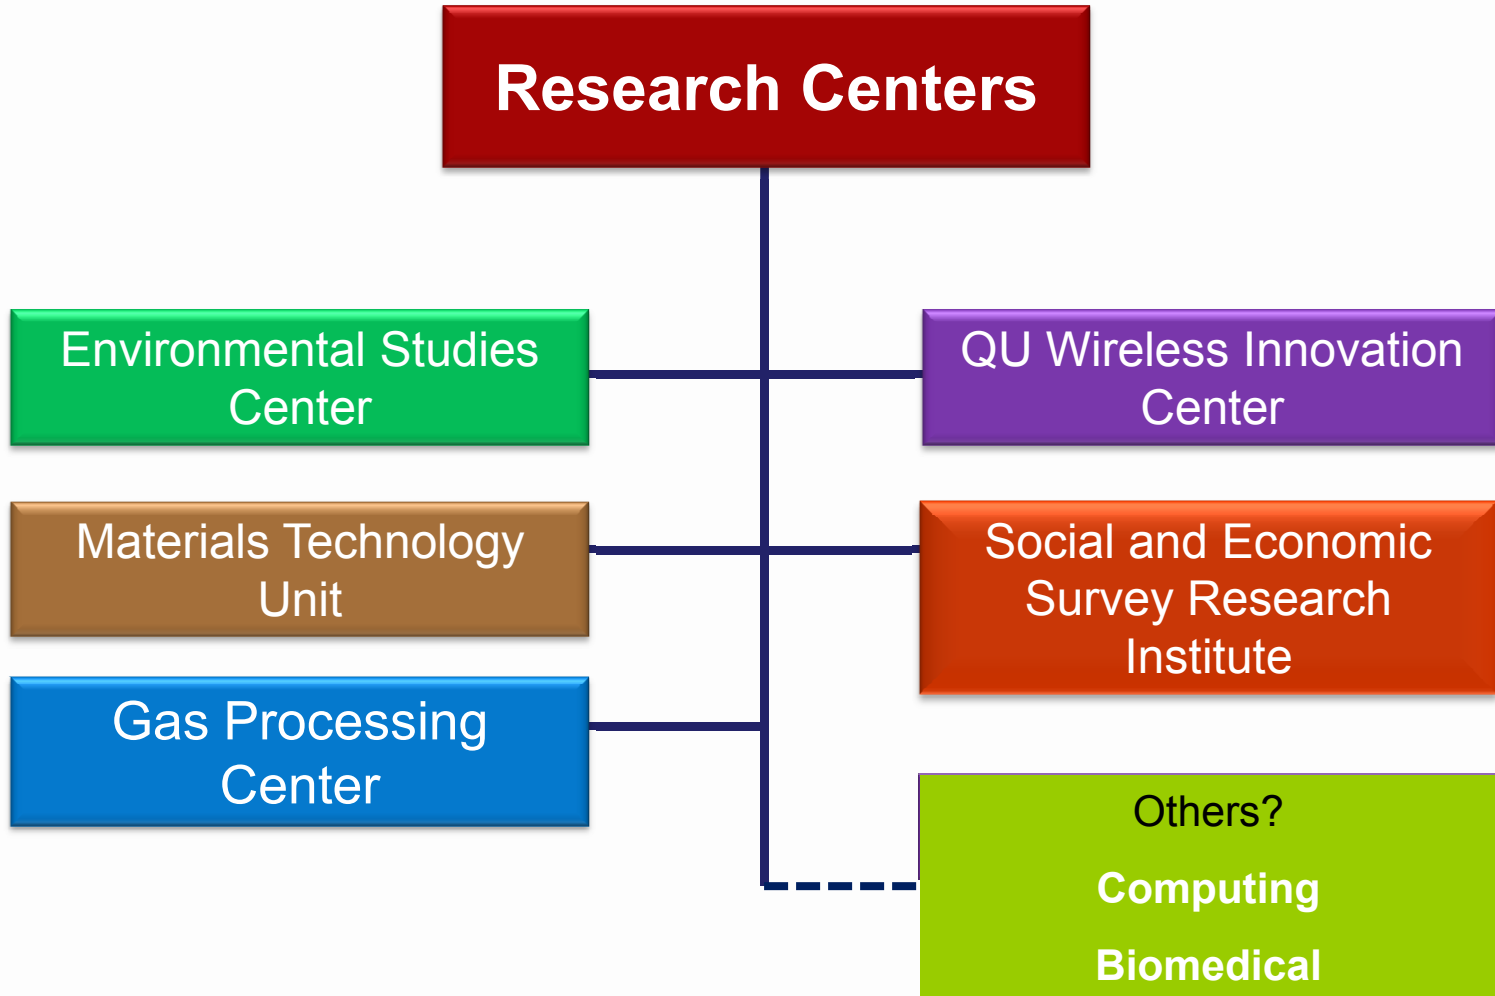 Research Centers
Environmental Studies
Center
QU Wireless Innovation
Center
Materials Technology
Unit
Social and Economic
Survey Research
Institute
Gas Processing
Center
Others?
Computing
Biomedical